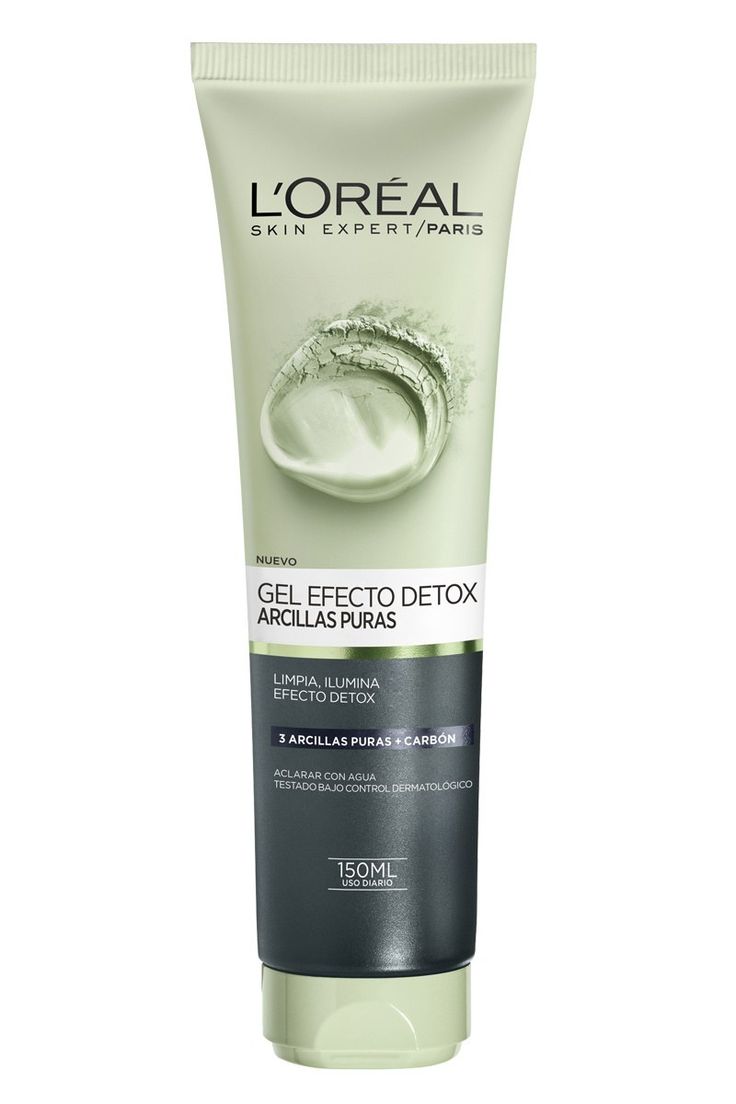 L'ORÉAL
SKIN EXPERT/PARIS
NUEVO
GEL EFECTO DETOX
ARCILLAS PURAS
LIMPIA, ILUMINA
EFECTO DETOX
3 ARCILLAS PURAS + CARBÓN
ACLARAR CON AGUA
TESTADO BAJO CONTROL DERMATOLÓGICO
150ML
USO DIARIO